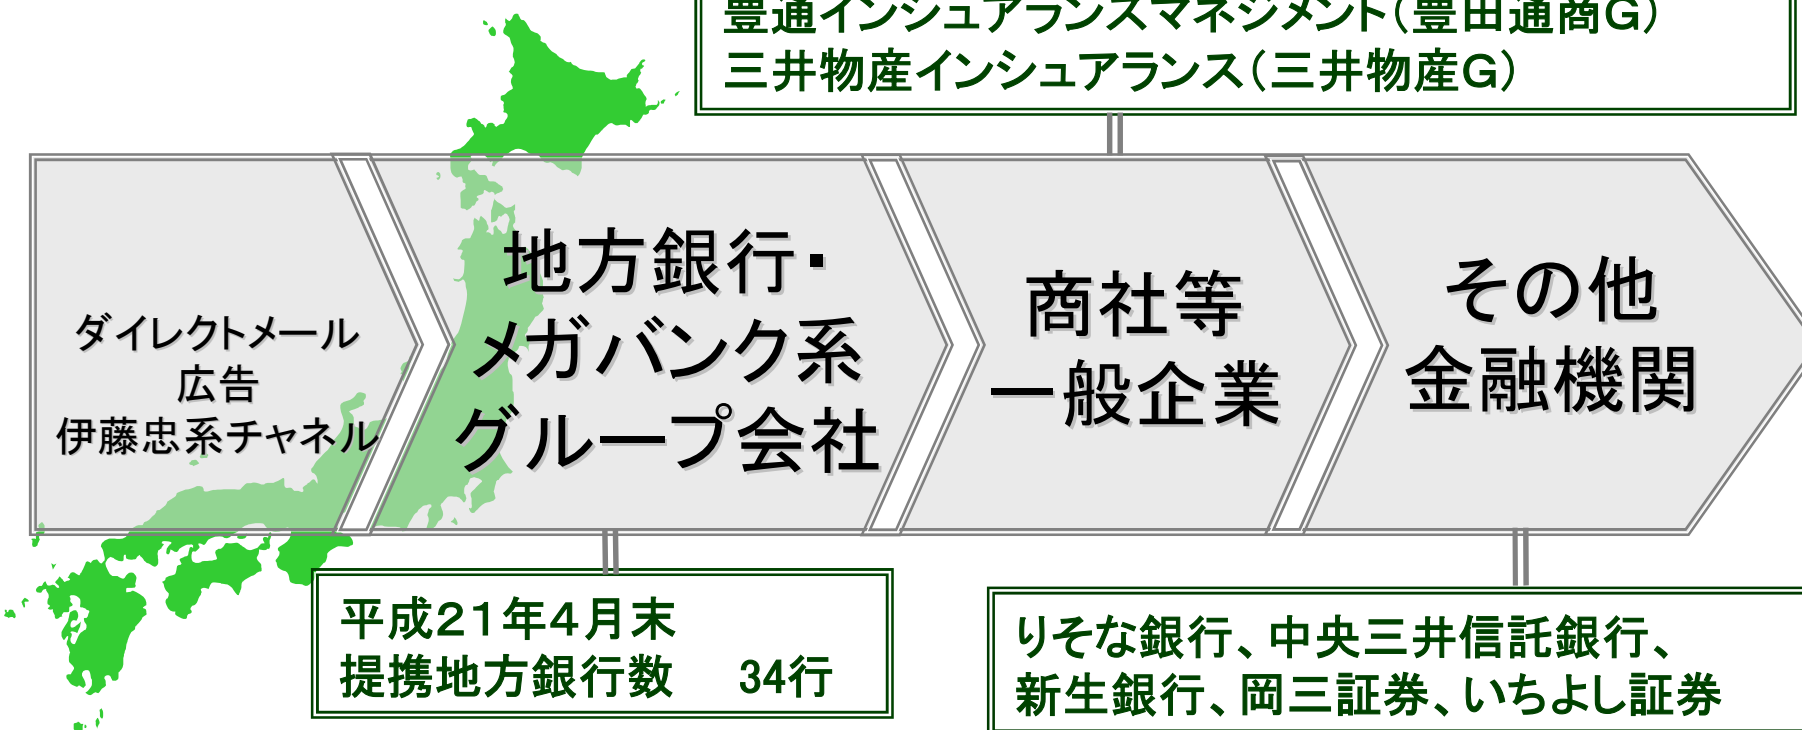 豊通インシュアランスマネジメント(豊田通商G)
三井物産インシュアランス(三井物産G)
ダイレクトメール
広告
伊藤忠系チャネル
地方銀行・
メガバンク系
グループ会社
商社等
一般企業
その他
金融機関
平成21年4月末
提携地方銀行数 34行
りそな銀行、中央三井信託銀行、
新生銀行、岡三証券、いちよし証券